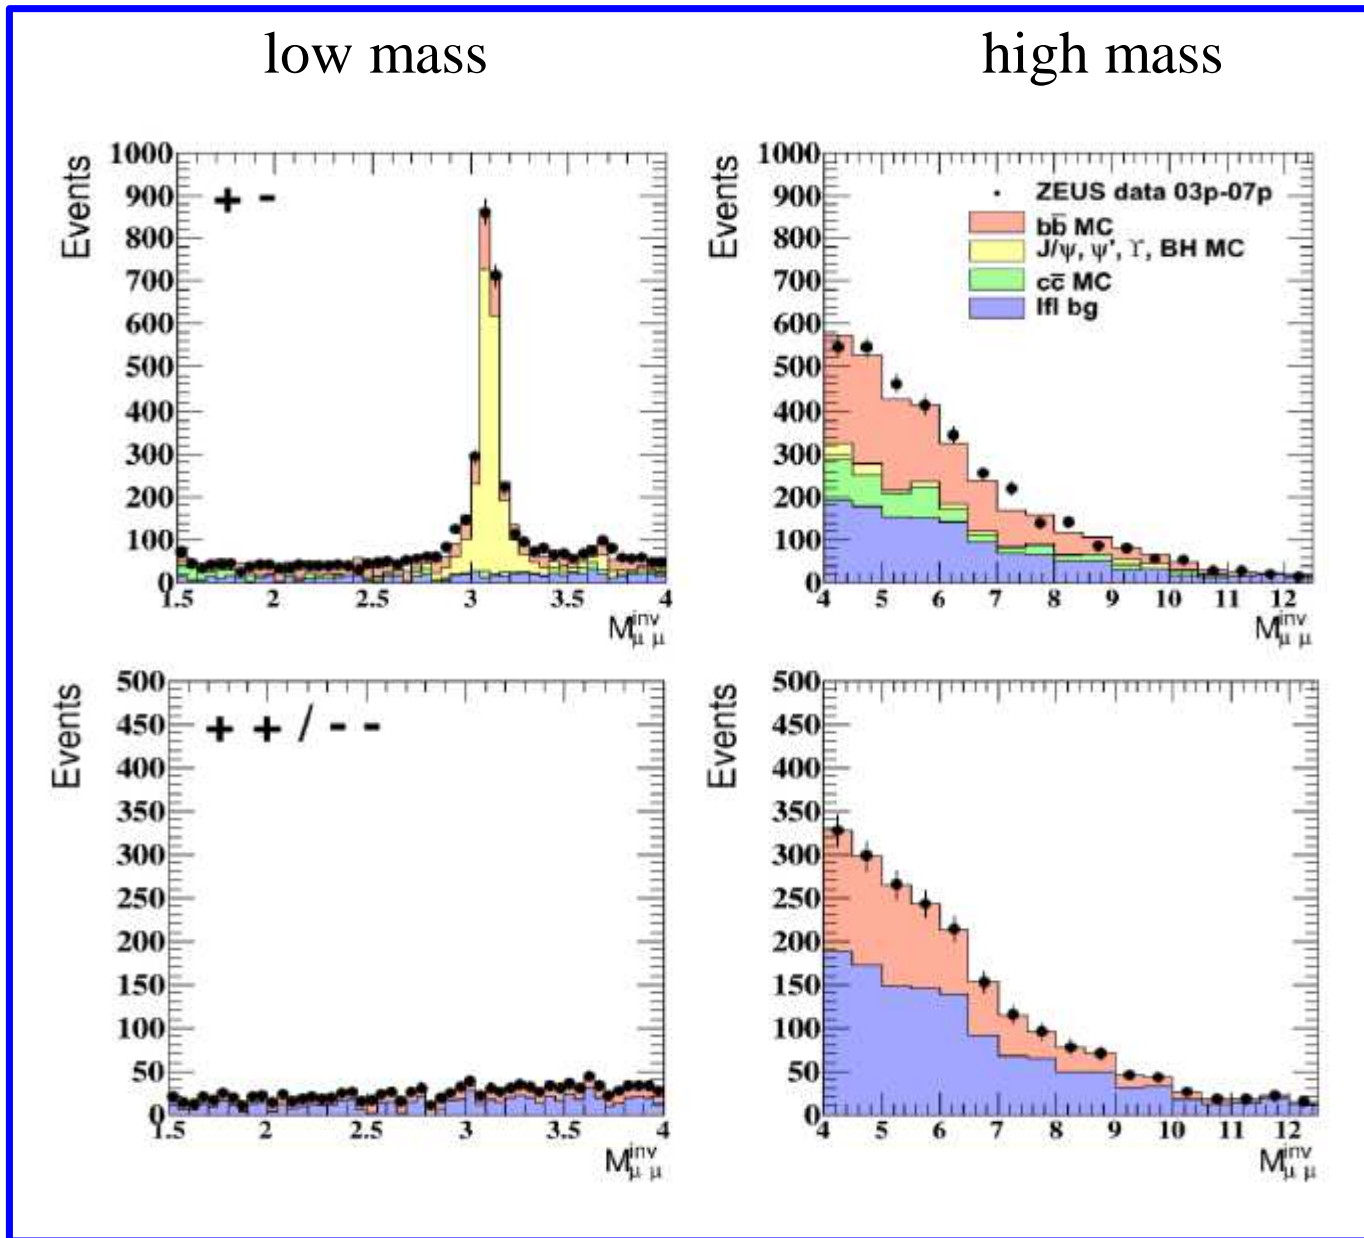 low mass
high mass
Events
1000
900
800
700
600
500
400
300
200
100
0
+ -
1.5 2 2.5 3 3.5 4
M inv μ μ
Events
1000
900
800
700
600
500
400
300
200
100
0
ZEUS data 03p-07p
bb̅ MC
J/ψ, ψ', ϒ, BH MC
cc̅ MC
lfl bg
4 5 6 7 8 9 10 11 12
M inv μ μ
Events
500
450
400
350
300
250
200
150
100
50
0
+ + / - -
1.5 2 2.5 3 3.5 4
M inv μ μ
Events
500
450
400
350
300
250
200
150
100
50
0
4 5 6 7 8 9 10 11 12
M inv μ μ